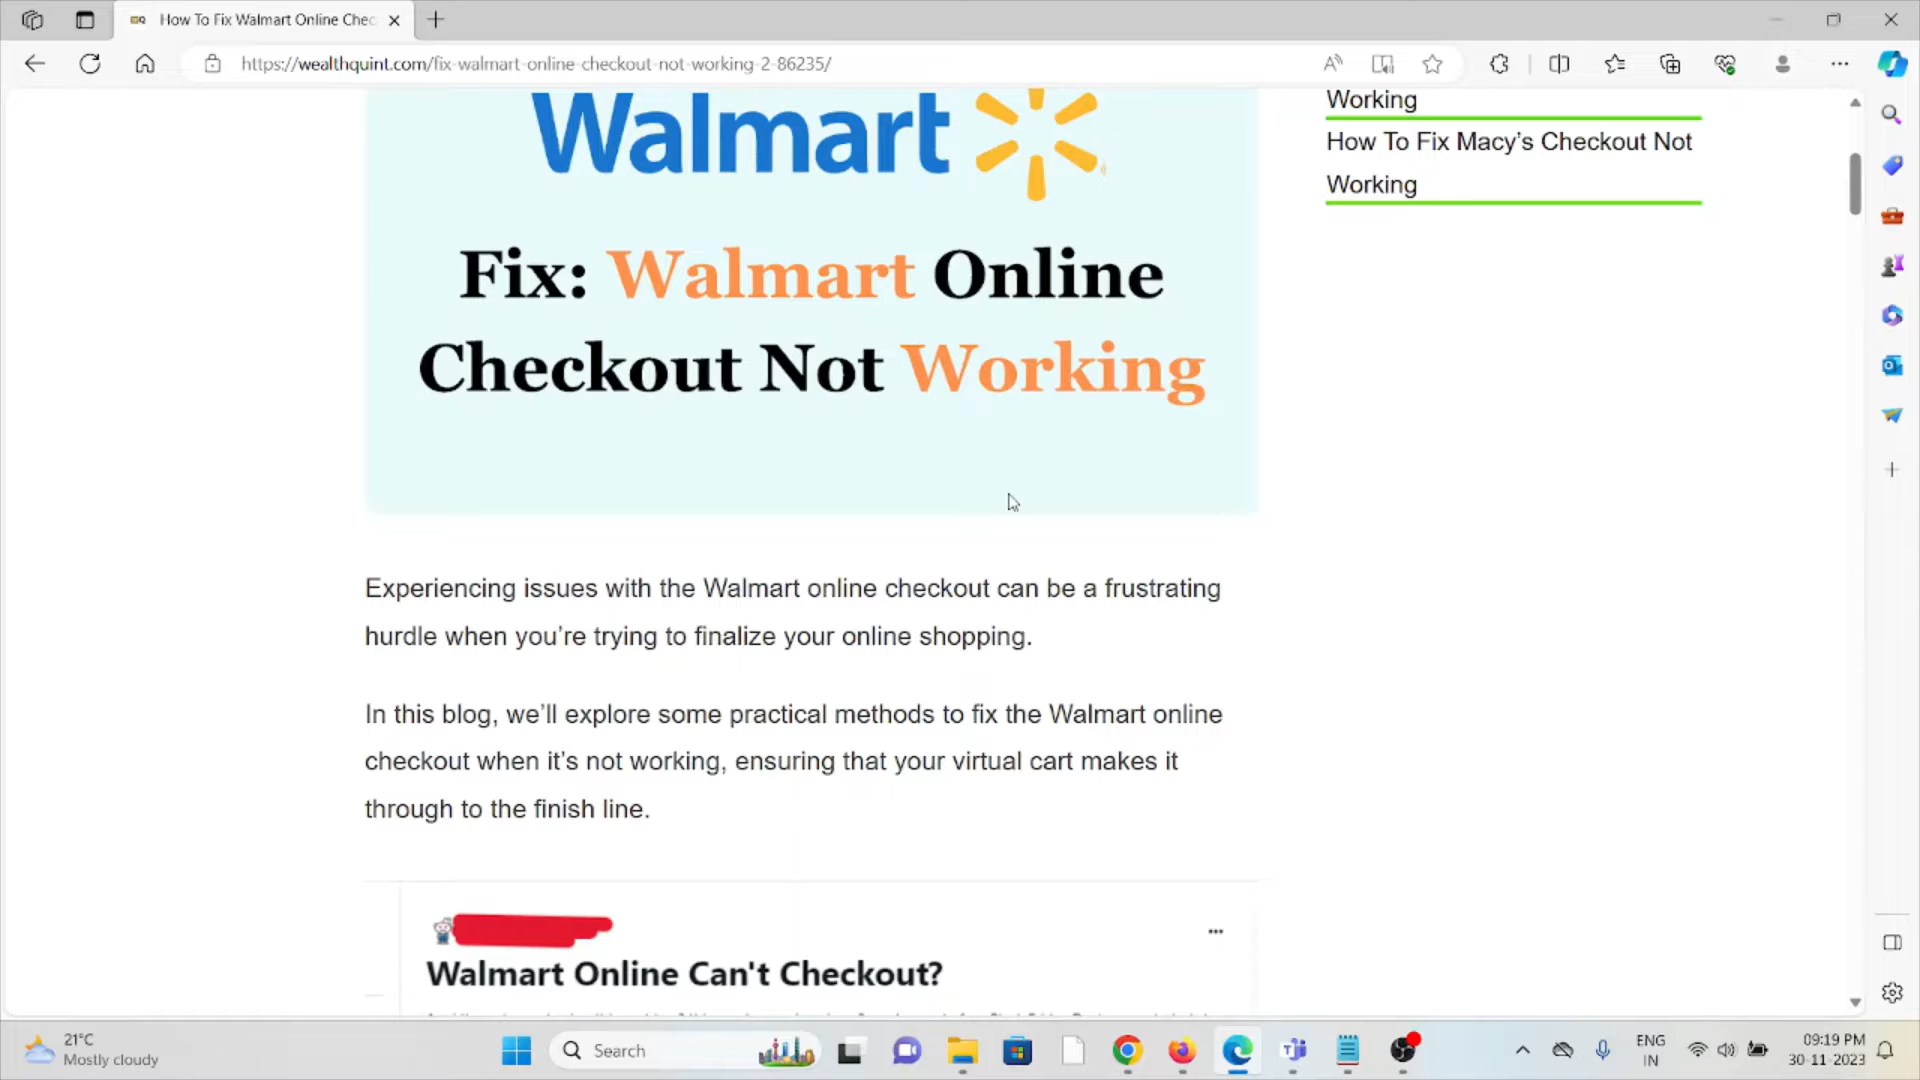 How To Fix Walmart Online Chec
https://wealthquint.com/fix-walmart-online-checkout-not-working-2-86235/
Walmart
Fix: Walmart Online
Checkout Not Working
Working
How To Fix Macy's Checkout Not
Working
Experiencing issues with the Walmart online checkout can be a frustrating
hurdle when you're trying to finalize your online shopping.
In this blog, we'll explore some practical methods to fix the Walmart online
checkout when it's not working, ensuring that your virtual cart makes it
through to the finish line.
Walmart Online Can't Checkout?
21°C
Mostly cloudy
Search
ENG
IN
09:19 PM
30-11-2023